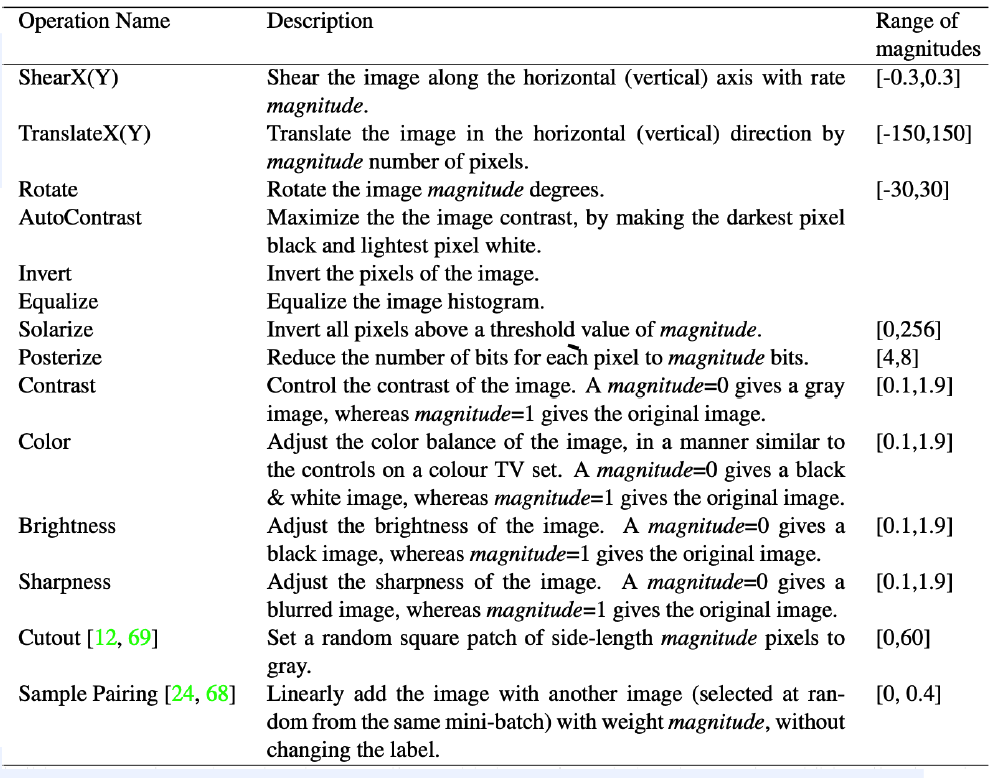 Operation Name Description Range of
magnitudes
ShearX(Y) Shear the image along the horizontal (vertical) axis with rate [-0.3,0.3]
magnitude.
TranslateX(Y) Translate the image in the horizontal (vertical) direction by [-150,150]
magnitude number of pixels.
Rotate Rotate the image magnitude degrees. [-30,30]
AutoContrast Maximize the the image contrast, by making the darkest pixel
black and lightest pixel white.
Invert Invert the pixels of the image.
Equalize Equalize the image histogram.
Solarize Invert all pixels above a threshold value of magnitude. [0,256]
Posterize Reduce the number of bits for each pixel to magnitude bits. [4,8]
Contrast Control the contrast of the image. A magnitude=0 gives a gray [0.1,1.9]
image, whereas magnitude=1 gives the original image.
Color Adjust the color balance of the image, in a manner similar to [0.1,1.9]
the controls on a colour TV set. A magnitude=0 gives a black
& white image, whereas magnitude=1 gives the original image.
Brightness Adjust the brightness of the image. A magnitude=0 gives a [0.1,1.9]
black image, whereas magnitude=1 gives the original image.
Sharpness Adjust the sharpness of the image. A magnitude=0 gives a [0.1,1.9]
blurred image, whereas magnitude=1 gives the original image.
Cutout [12, 69] Set a random square patch of side-length magnitude pixels to [0,60]
gray.
Sample Pairing [24, 68] Linearly add the image with another image (selected at ran- [0, 0.4]
dom from the same mini-batch) with weight magnitude, without
changing the label.